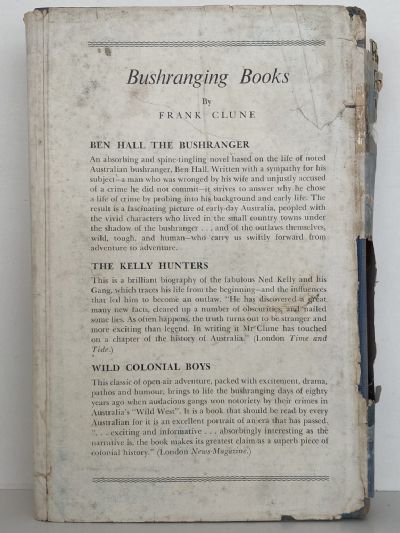 Bushranging Books
By
FRANK CLUNE
BEN HALL THE BUSHRANGER
An absorbing and spine-tingling novel based on the life of noted
Australian bushranger, Ben Hall. Written with a sympathy for his
subject—a man who was wronged by his wife and unjustly accused
of a crime he did not commit—it strives to answer why he chose
a life of crime by probing into his background and early life. The
result is a fascinating picture of early-day Australia, peopled with
the vivid characters who lived in the small country towns under
the shadow of the bushranger . . . and of the outlaws themselves,
wild, tough, and human—who carry us swiftly forward from
adventure to adventure.
THE KELLY HUNTERS
This is a brilliant biography of the fabulous Ned Kelly and his
Gang, which traces his life from the beginning—and the influences
that led him to become an outlaw. "He has discovered a great
many new facts, cleared up a number of obscurities, and nailed
some lies. As often happens, the truth turns out to be stranger and
more exciting than legend. In writing it Mr Clune has touched
on a chapter of the history of Australia." (London Time and
Tide.)
WILD COLONIAL BOYS
This classic of open-air adventure, packed with excitement, drama,
pathos and humour, brings to life the bushranging days of eighty
years ago when audacious gangs won notoriety by their crimes in
Australia's "Wild West". It is a book that should be read by every
Australian for it is an excellent portrait of an era that has passed.
". . . exciting and informative . . . absorbingly interesting as the
narrative is, the book makes its greatest claim as a superb piece of
colonial history." (London News-Magazine.)